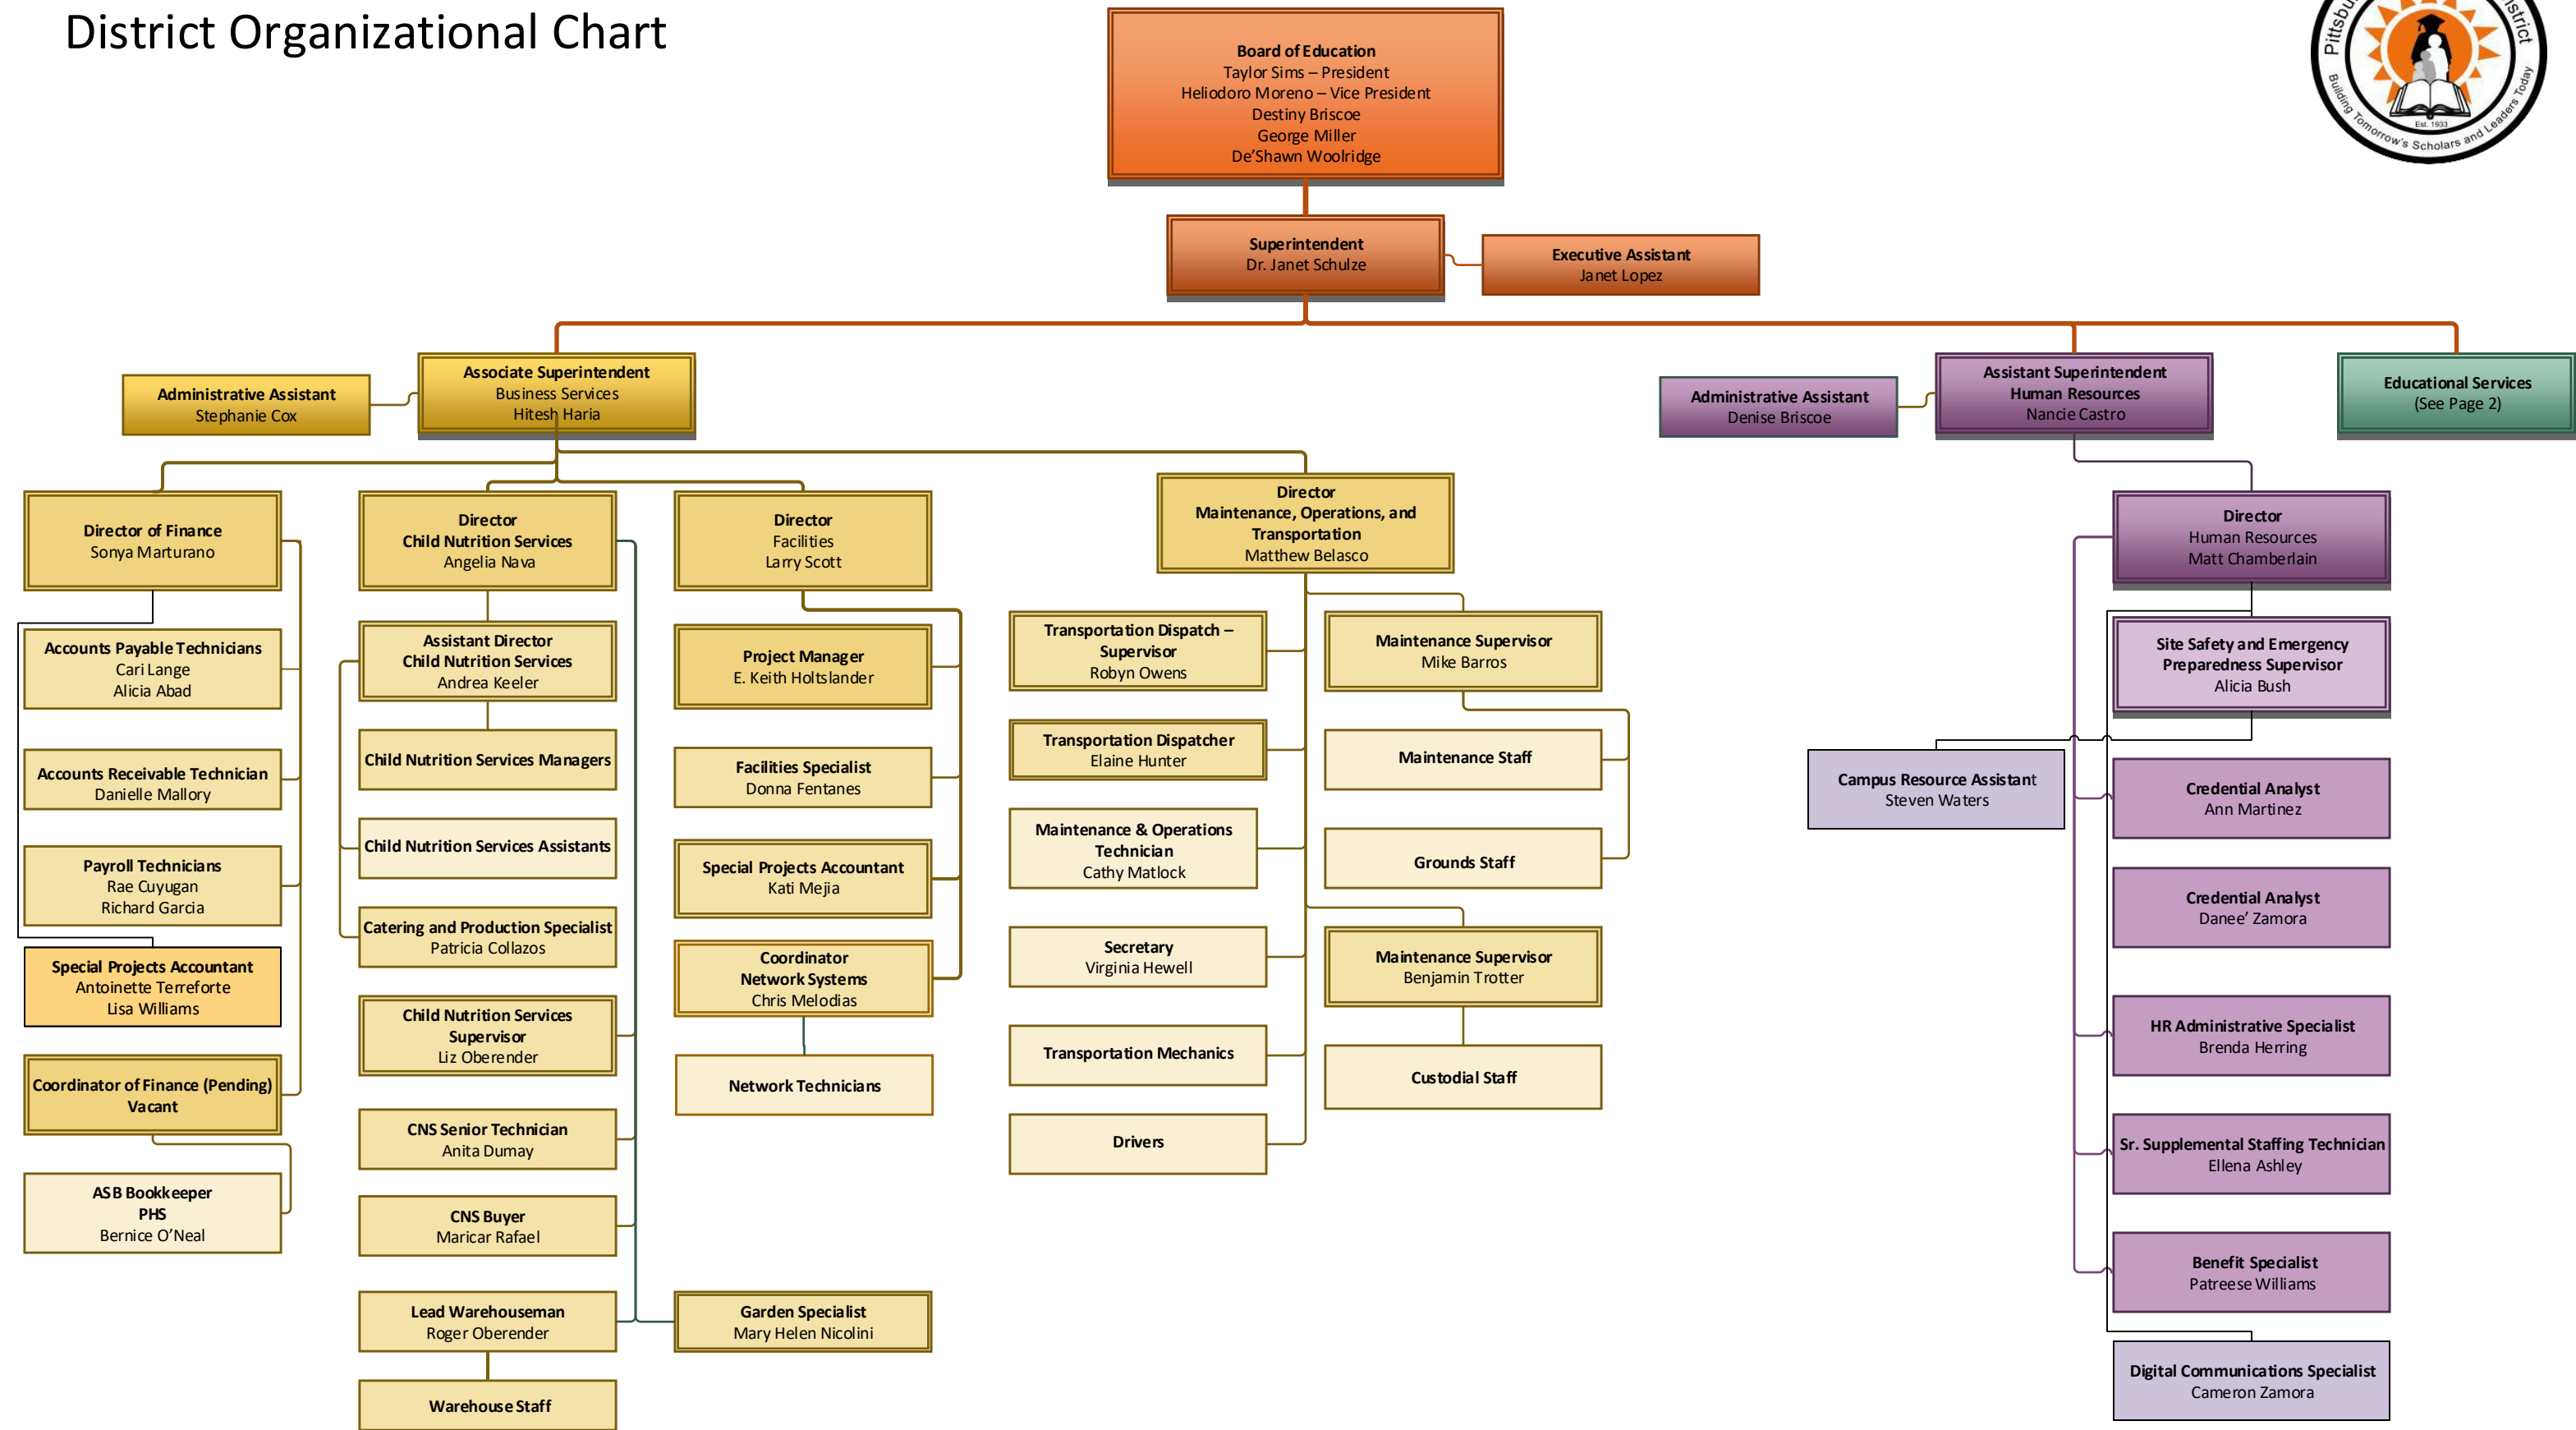 District Organizational Chart
Building Tomorrow's Scholars and Leaders Today
Est. 1933
Board of Education
Taylor Sims – President
Heliodoro Moreno – Vice President
Destiny Briscoe
George Miller
De’Shawn Woolridge
Superintendent
Dr. Janet Schulze
Executive Assistant
Janet Lopez
Administrative Assistant
Stephanie Cox
Associate Superintendent
Business Services
Hitesh Haria
Administrative Assistant
Denise Briscoe
Assistant Superintendent
Human Resources
Nancie Castro
Educational Services
(See Page 2)
Director of Finance
Sonya Marturano
Accounts Payable Technicians
Cari Lange
Alicia Abad
Accounts Receivable Technician
Danielle Mallory
Payroll Technicians
Rae Cuyugan
Richard Garcia
Special Projects Accountant
Antoinette Terreforte
Lisa Williams
Coordinator of Finance (Pending)
Vacant
ASB Bookkeeper
PHS
Bernice O’Neal
Director
Child Nutrition Services
Angelia Nava
Assistant Director
Child Nutrition Services
Andrea Keeler
Child Nutrition Services Managers
Child Nutrition Services Assistants
Catering and Production Specialist
Patricia Collazos
Child Nutrition Services
Supervisor
Liz Oberender
CNS Senior Technician
Anita Dumay
CNS Buyer
Maricar Rafael
Lead Warehouseman
Roger Oberender
Warehouse Staff
Director
Facilities
Larry Scott
Project Manager
E. Keith Holtslander
Facilities Specialist
Donna Fentanes
Special Projects Accountant
Kati Mejia
Coordinator
Network Systems
Chris Melodias
Network Technicians
Garden Specialist
Mary Helen Nicolini
Director
Maintenance, Operations, and
Transportation
Matthew Belasco
Transportation Dispatch –
Supervisor
Robyn Owens
Transportation Dispatcher
Elaine Hunter
Maintenance & Operations
Technician
Cathy Matlock
Secretary
Virginia Hewell
Transportation Mechanics
Drivers
Maintenance Supervisor
Mike Barros
Maintenance Staff
Grounds Staff
Maintenance Supervisor
Benjamin Trotter
Custodial Staff
Director
Human Resources
Matt Chamberlain
Site Safety and Emergency
Preparedness Supervisor
Alicia Bush
Campus Resource Assistant
Steven Waters
Credential Analyst
Ann Martinez
Credential Analyst
Danee’ Zamora
HR Administrative Specialist
Brenda Herring
Sr. Supplemental Staffing Technician
Ellena Ashley
Benefit Specialist
Patreese Williams
Digital Communications Specialist
Cameron Zamora